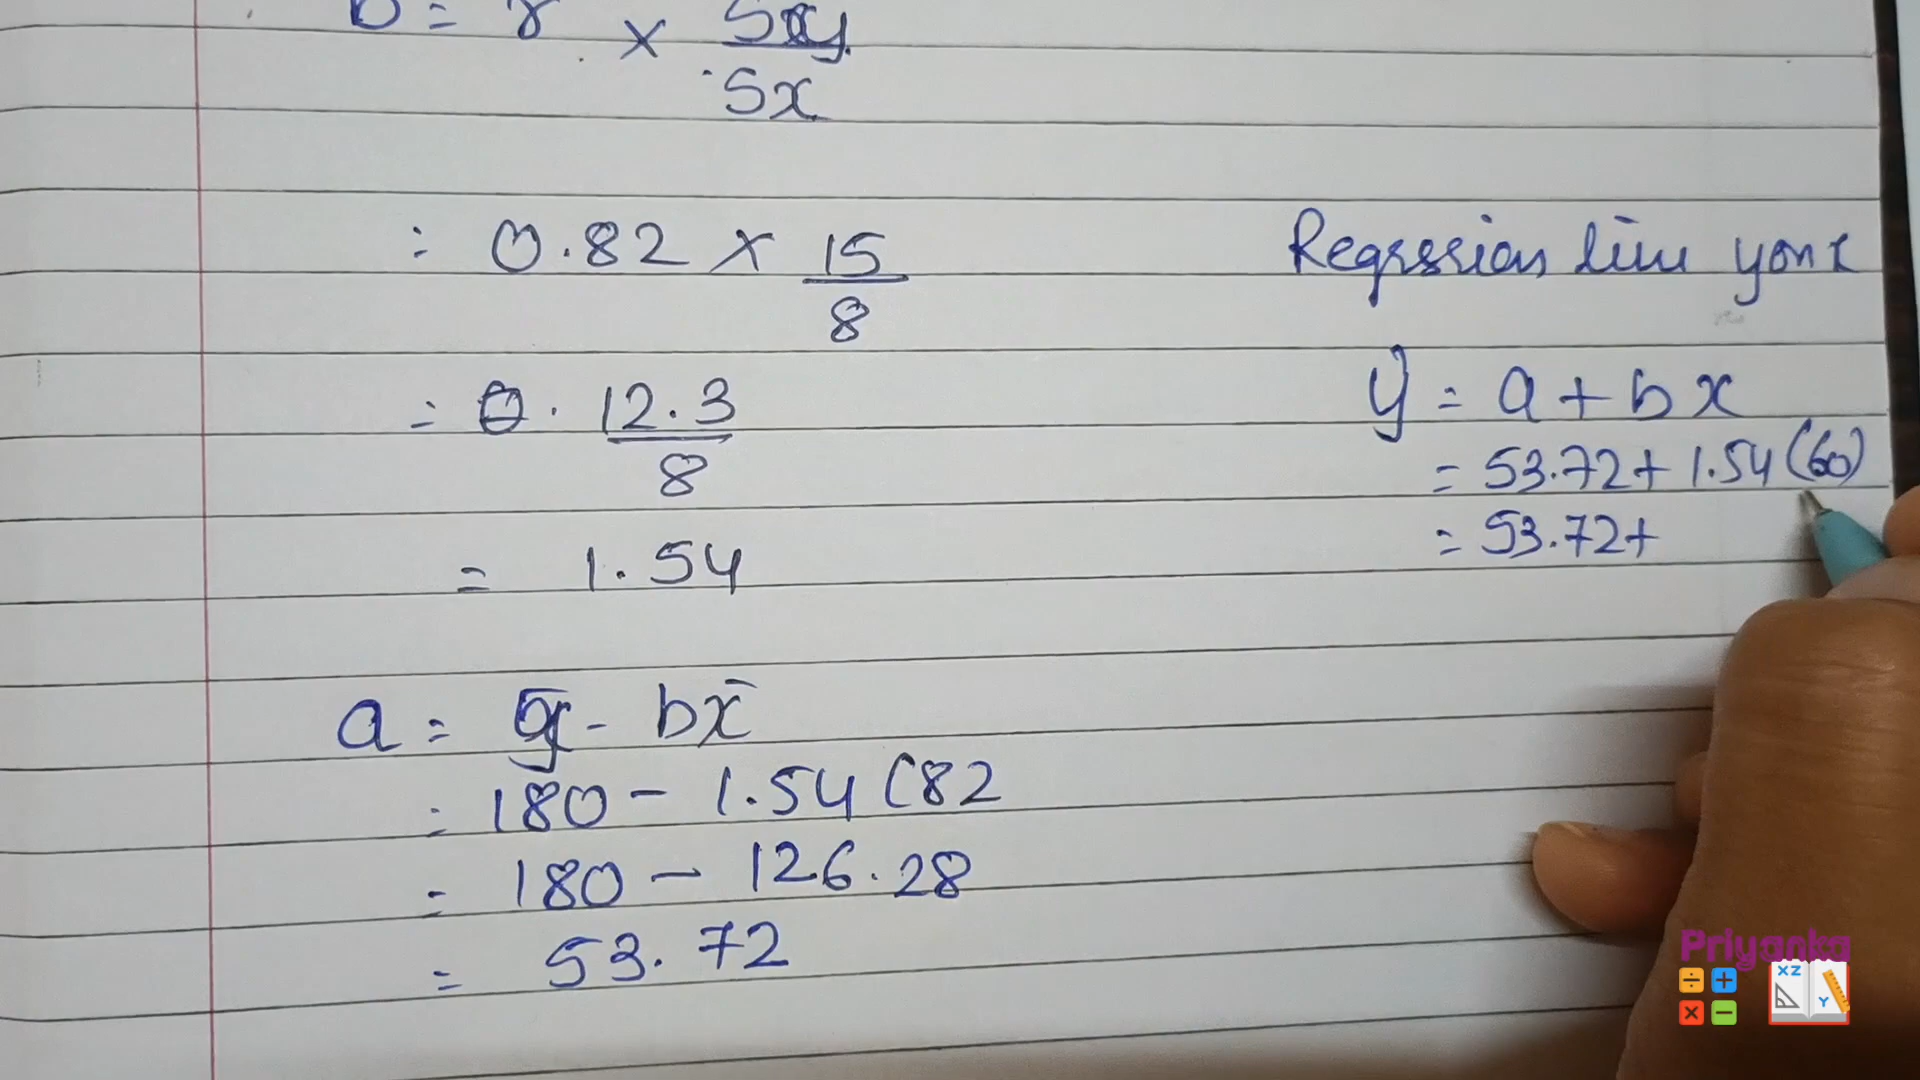 b = r × Sy
Sx
= 0.82 × 15
8
= 12.3
8
= 1.54
a = ȳ - bx̄
= 180 - 1.54 (82
= 180 - 126.28
= 53.72
Regression line y on x
y = a + bx
= 53.72 + 1.54 (60)
= 53.72 +
Priyanka
÷ + × −
XZ
Y